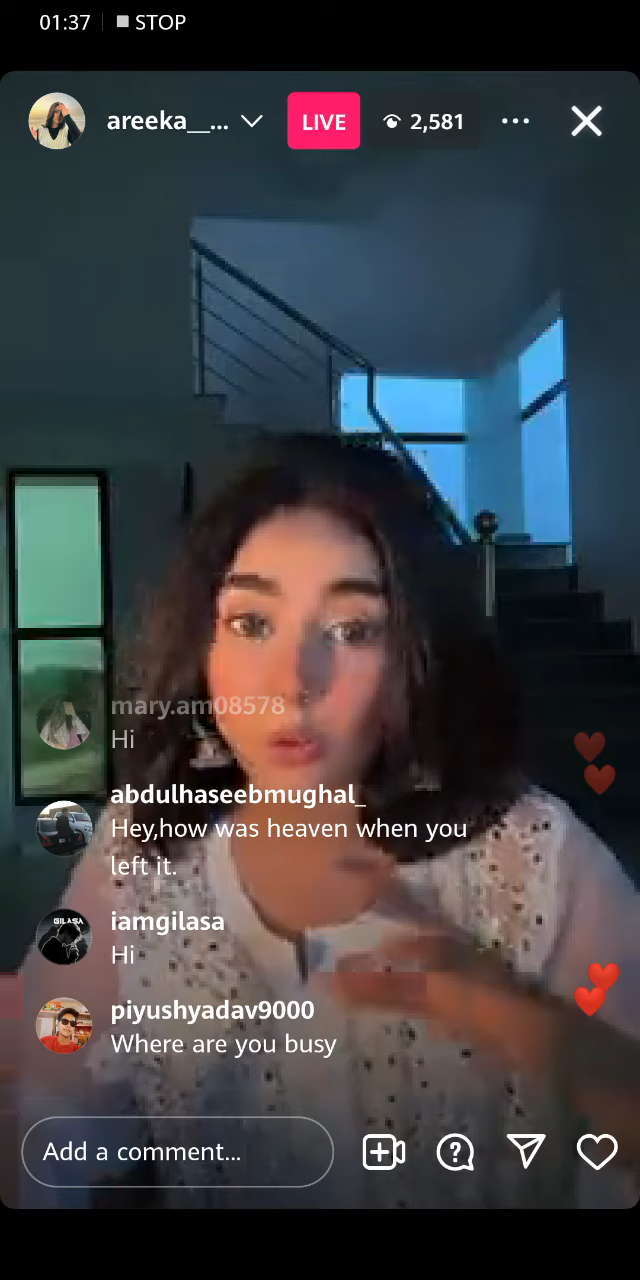 01:37
STOP
areeka__...
LIVE
2,581
mary.am08578
Hi
abdulhaseebmughal_
Hey,how was heaven when you
left it.
GILASA
iamgilasa
Hi
piyushyadav9000
Where are you busy
Add a comment...
?